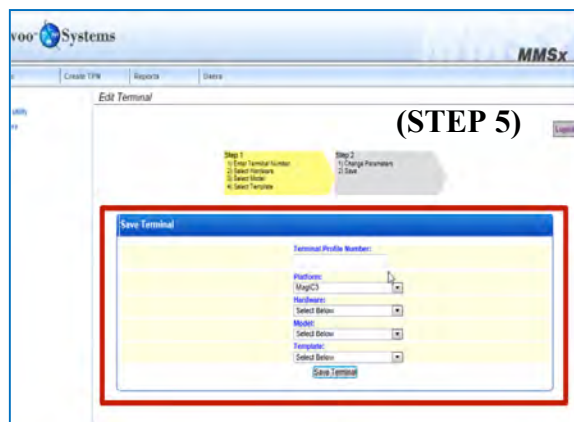 voo Systems
MMSx
Create TPN Reports Users
Edit Terminal
Utility
(STEP 5)
Step 1
1) Enter Terminal Number
2) Select Hardware
3) Select Model
4) Select Template
Step 2
1) Change Parameters
2) Save
Save Terminal
Terminal Profile Number:
Platform:
MagIC3
Hardware:
Select Below
Model:
Select Below
Template:
Select Below
Save Terminal